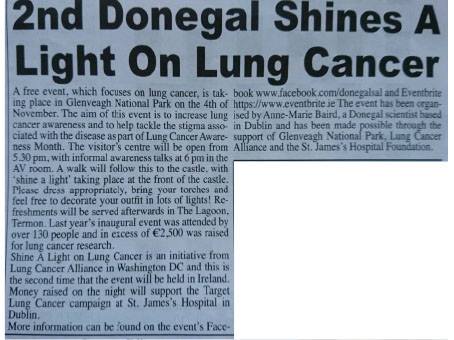 2nd Donegal Shines A
Light On Lung Cancer
A free event, which focuses on lung cancer, is tak-
ing place in Glenveagh National Park on the 4th of
November. The aim of this event is to increase lung
cancer awareness and to help tackle the stigma asso-
ciated with the disease as part of Lung Cancer Aware-
ness Month. The visitor's centre will be open from
5.30 pm, with informal awareness talks at 6 pm in the
AV room. A walk will follow this to the castle, with
'shine a light' taking place at the front of the castle.
Please dress appropriately, bring your torches and
feel free to decorate your outfit in lots of lights! Re-
freshments will be served afterwards in The Lagoon,
Termon. Last year's inaugural event was attended by
over 130 people and in excess of €2,500 was raised
for lung cancer research.
Shine A Light on Lung Cancer is an initiative from
Lung Cancer Alliance in Washington DC and this is
the second time that the event will be held in Ireland.
Money raised on the night will support the Target
Lung Cancer campaign at St. James's Hospital in
Dublin.
More information can be found on the event's Face-
book www.facebook.com/donegalsal and Eventbrite
https://www.eventbrite.ie The event has been organ-
ised by Anne-Marie Baird, a Donegal scientist based
in Dublin and has been made possible through the
support of Glenveagh National Park, Lung Cancer
Alliance and the St. James's Hospital Foundation.